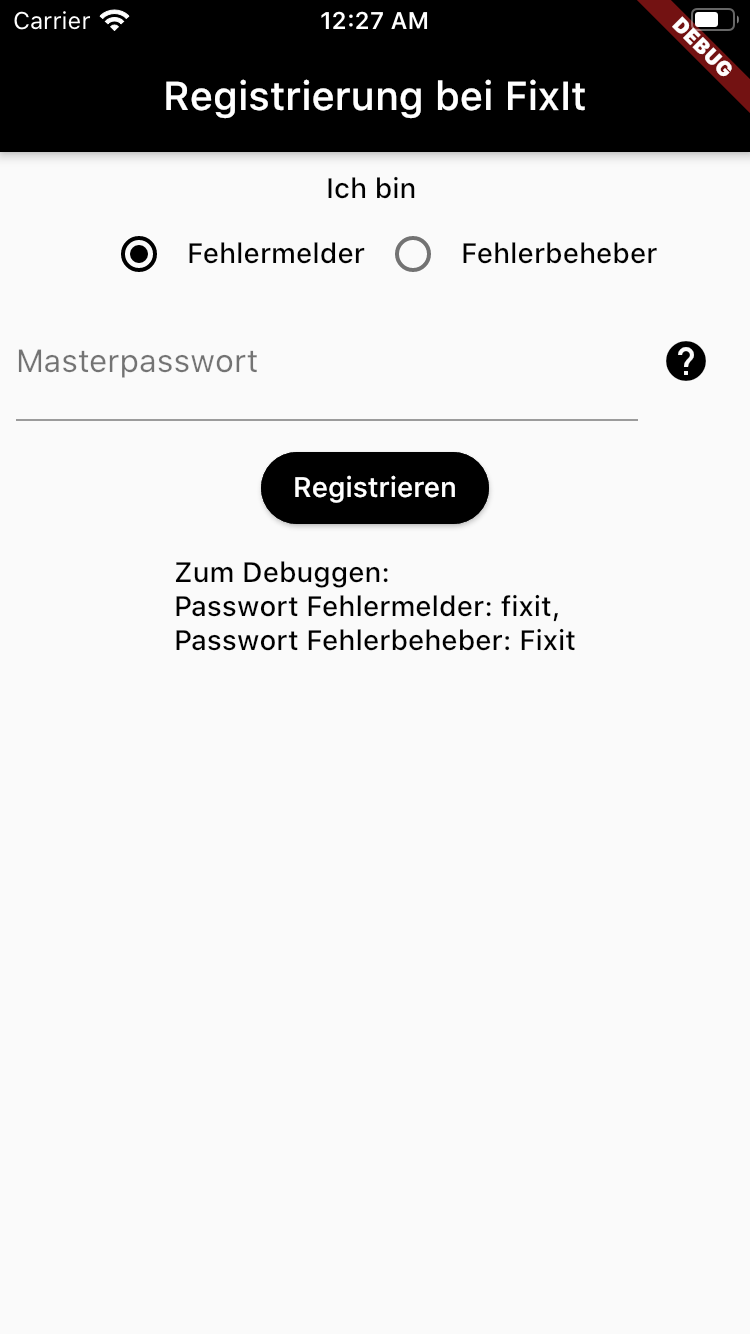 Carrier 12:27 AM
DEBUG
Registrierung bei FixIt
Ich bin
Fehlermelder Fehlerbeheber
Masterpasswort ?
Registrieren
Zum Debuggen:
Passwort Fehlermelder: fixit,
Passwort Fehlerbeheber: Fixit